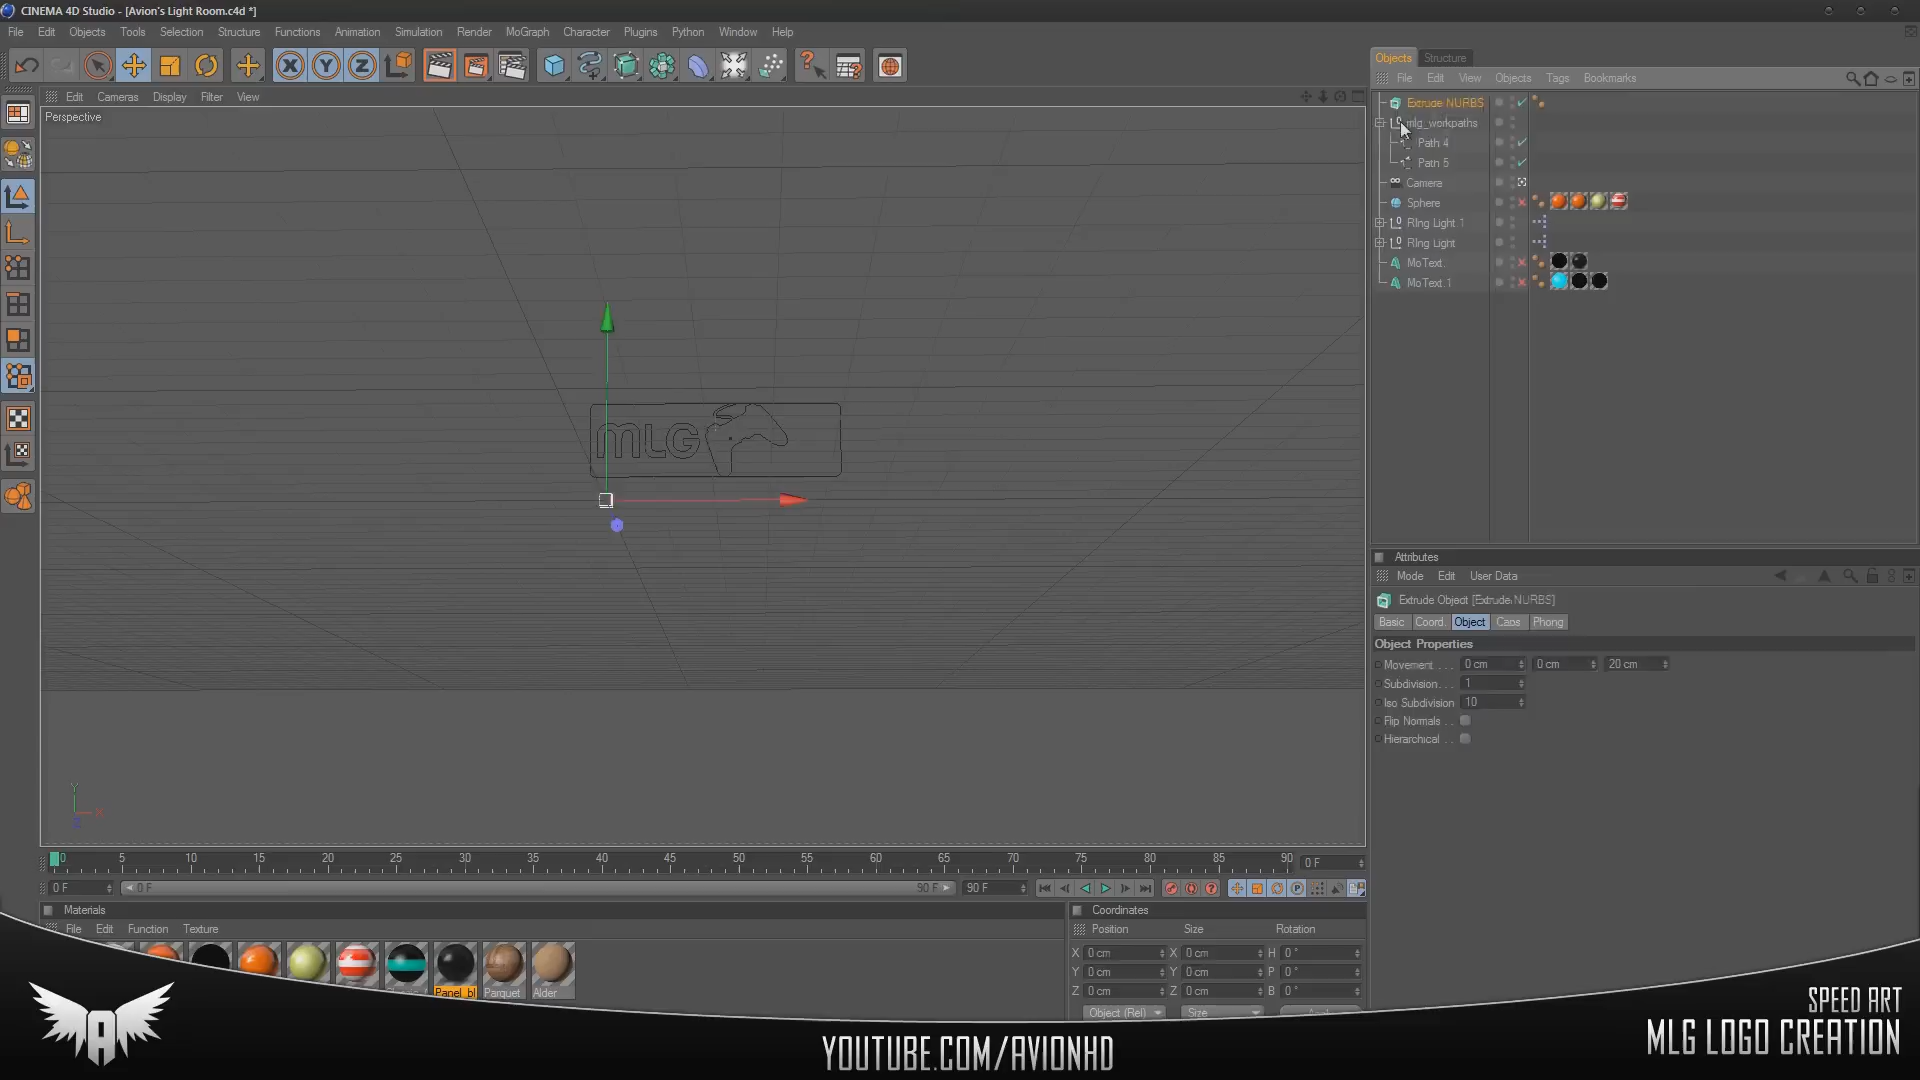 CINEMA 4D Studio - [Avion's Light Room.c4d *]
File Edit Objects Tools Selection Structure Functions Animation Simulation Render MoGraph Character Plugins Python Window Help
Edit Cameras Display Filter View
Perspective
MLG
Objects Structure
File Edit View Objects Tags Bookmarks
Extrude NURBS
mlg_workpaths
Path 4
Path 5
Camera
Sphere
RIng Light 1
RIng Light
MoText
MoText.1
Attributes
Mode Edit User Data
Extrude Object [Extrude NURBS]
Basic Coord. Object Caps Phong
Object Properties
Movement . . . 0 cm 0 cm 20 cm
Subdivision . . . 1
Iso Subdivision 10
Flip Normals . .
Hierarchical . .
0 5 10 15 20 25 30 35 40 45 50 55 60 65 70 75 80 85 90 0 F
0 F 0 F 90 F 90 F
Materials
File Edit Function Texture
Panel_bl Parquet Alder
Coordinates
Position Size Rotation
X 0 cm X 0 cm H 0 °
Y 0 cm Y 0 cm P 0 °
Z 0 cm Z 0 cm B 0 °
Object (Rel) Size
A
YOUTUBE.COM/AVIONHD
SPEED ART
MLG LOGO CREATION